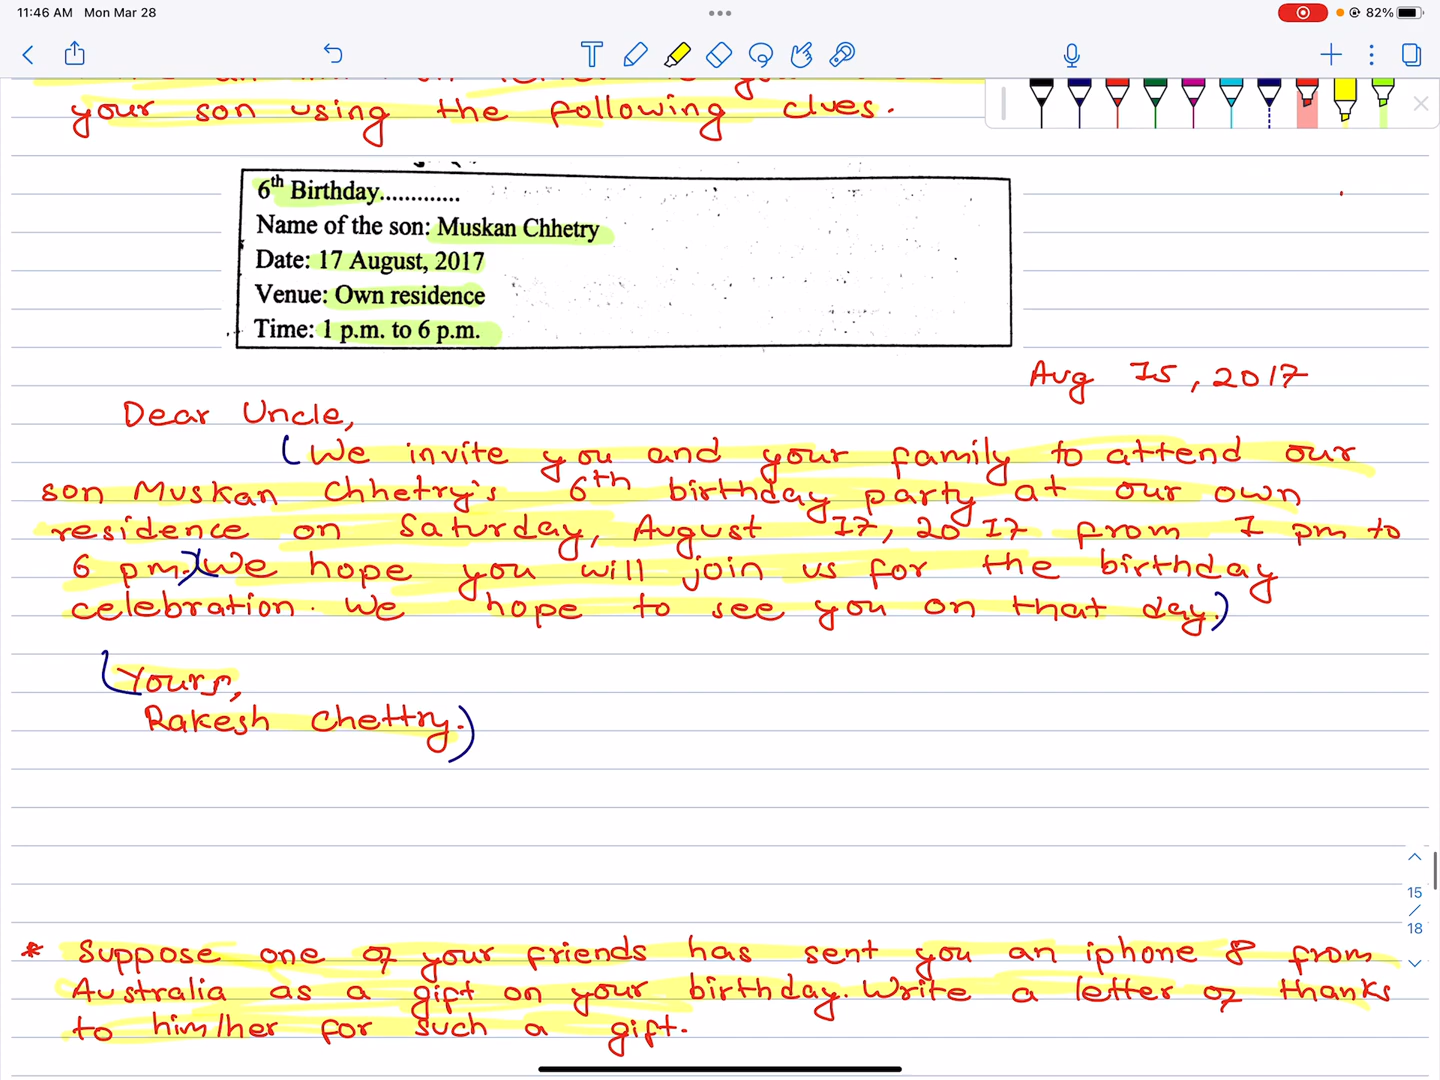 11:46 AM Mon Mar 28
82%
your son using the following clues.
6th Birthday.............
Name of the son: Muskan Chhetry
Date: 17 August, 2017
Venue: Own residence
Time: 1 p.m. to 6 p.m.
Aug 15, 2017
Dear Uncle,
(We invite you and your family to attend our
son Muskan Chhetry's 6th birthday party at our own
residence on Saturday, August 17, 2017 from 1 pm to
6 pm.)(We hope you will join us for the birthday
celebration. We hope to see you on that day.)
(Yours,
Rakesh Chettry.)
15
/
18
* Suppose one of your friends has sent you an iphone 8 from
Australia as a gift on your birthday. Write a letter of thanks
to him/her for such a gift.